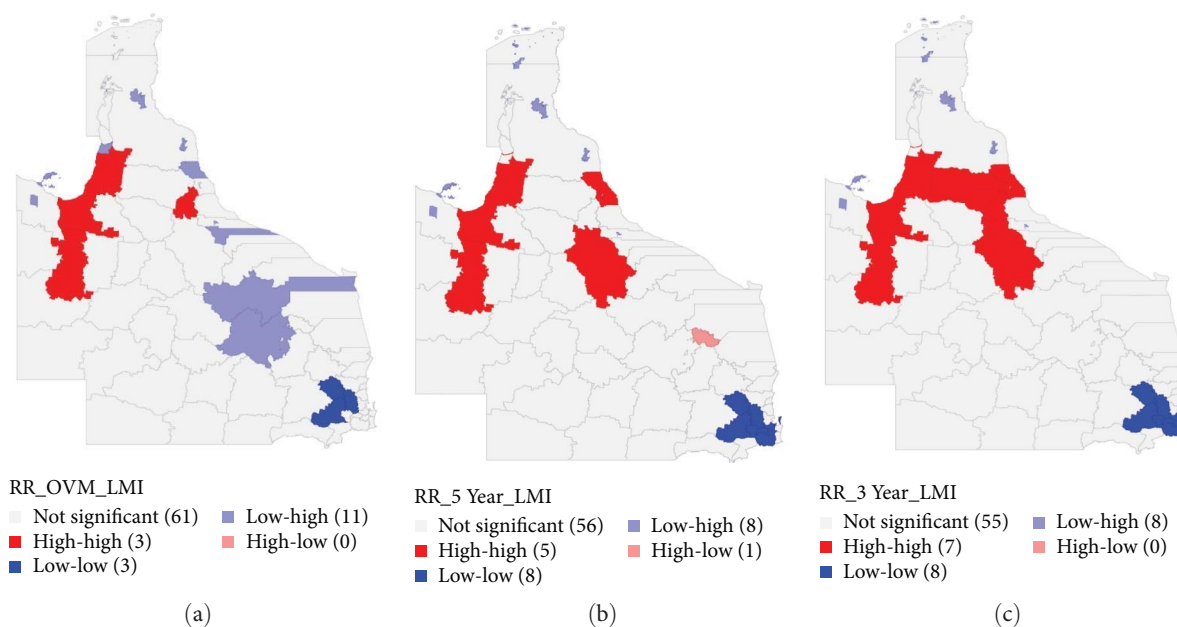 RR_OVM_LMI
Not significant (61)
Low-high (11)
High-high (3)
High-low (0)
Low-low (3)
(a)
RR_5 Year_LMI
Not significant (56)
Low-high (8)
High-high (5)
High-low (1)
Low-low (8)
(b)
RR_3 Year_LMI
Not significant (55)
Low-high (8)
High-high (7)
High-low (0)
Low-low (8)
(c)